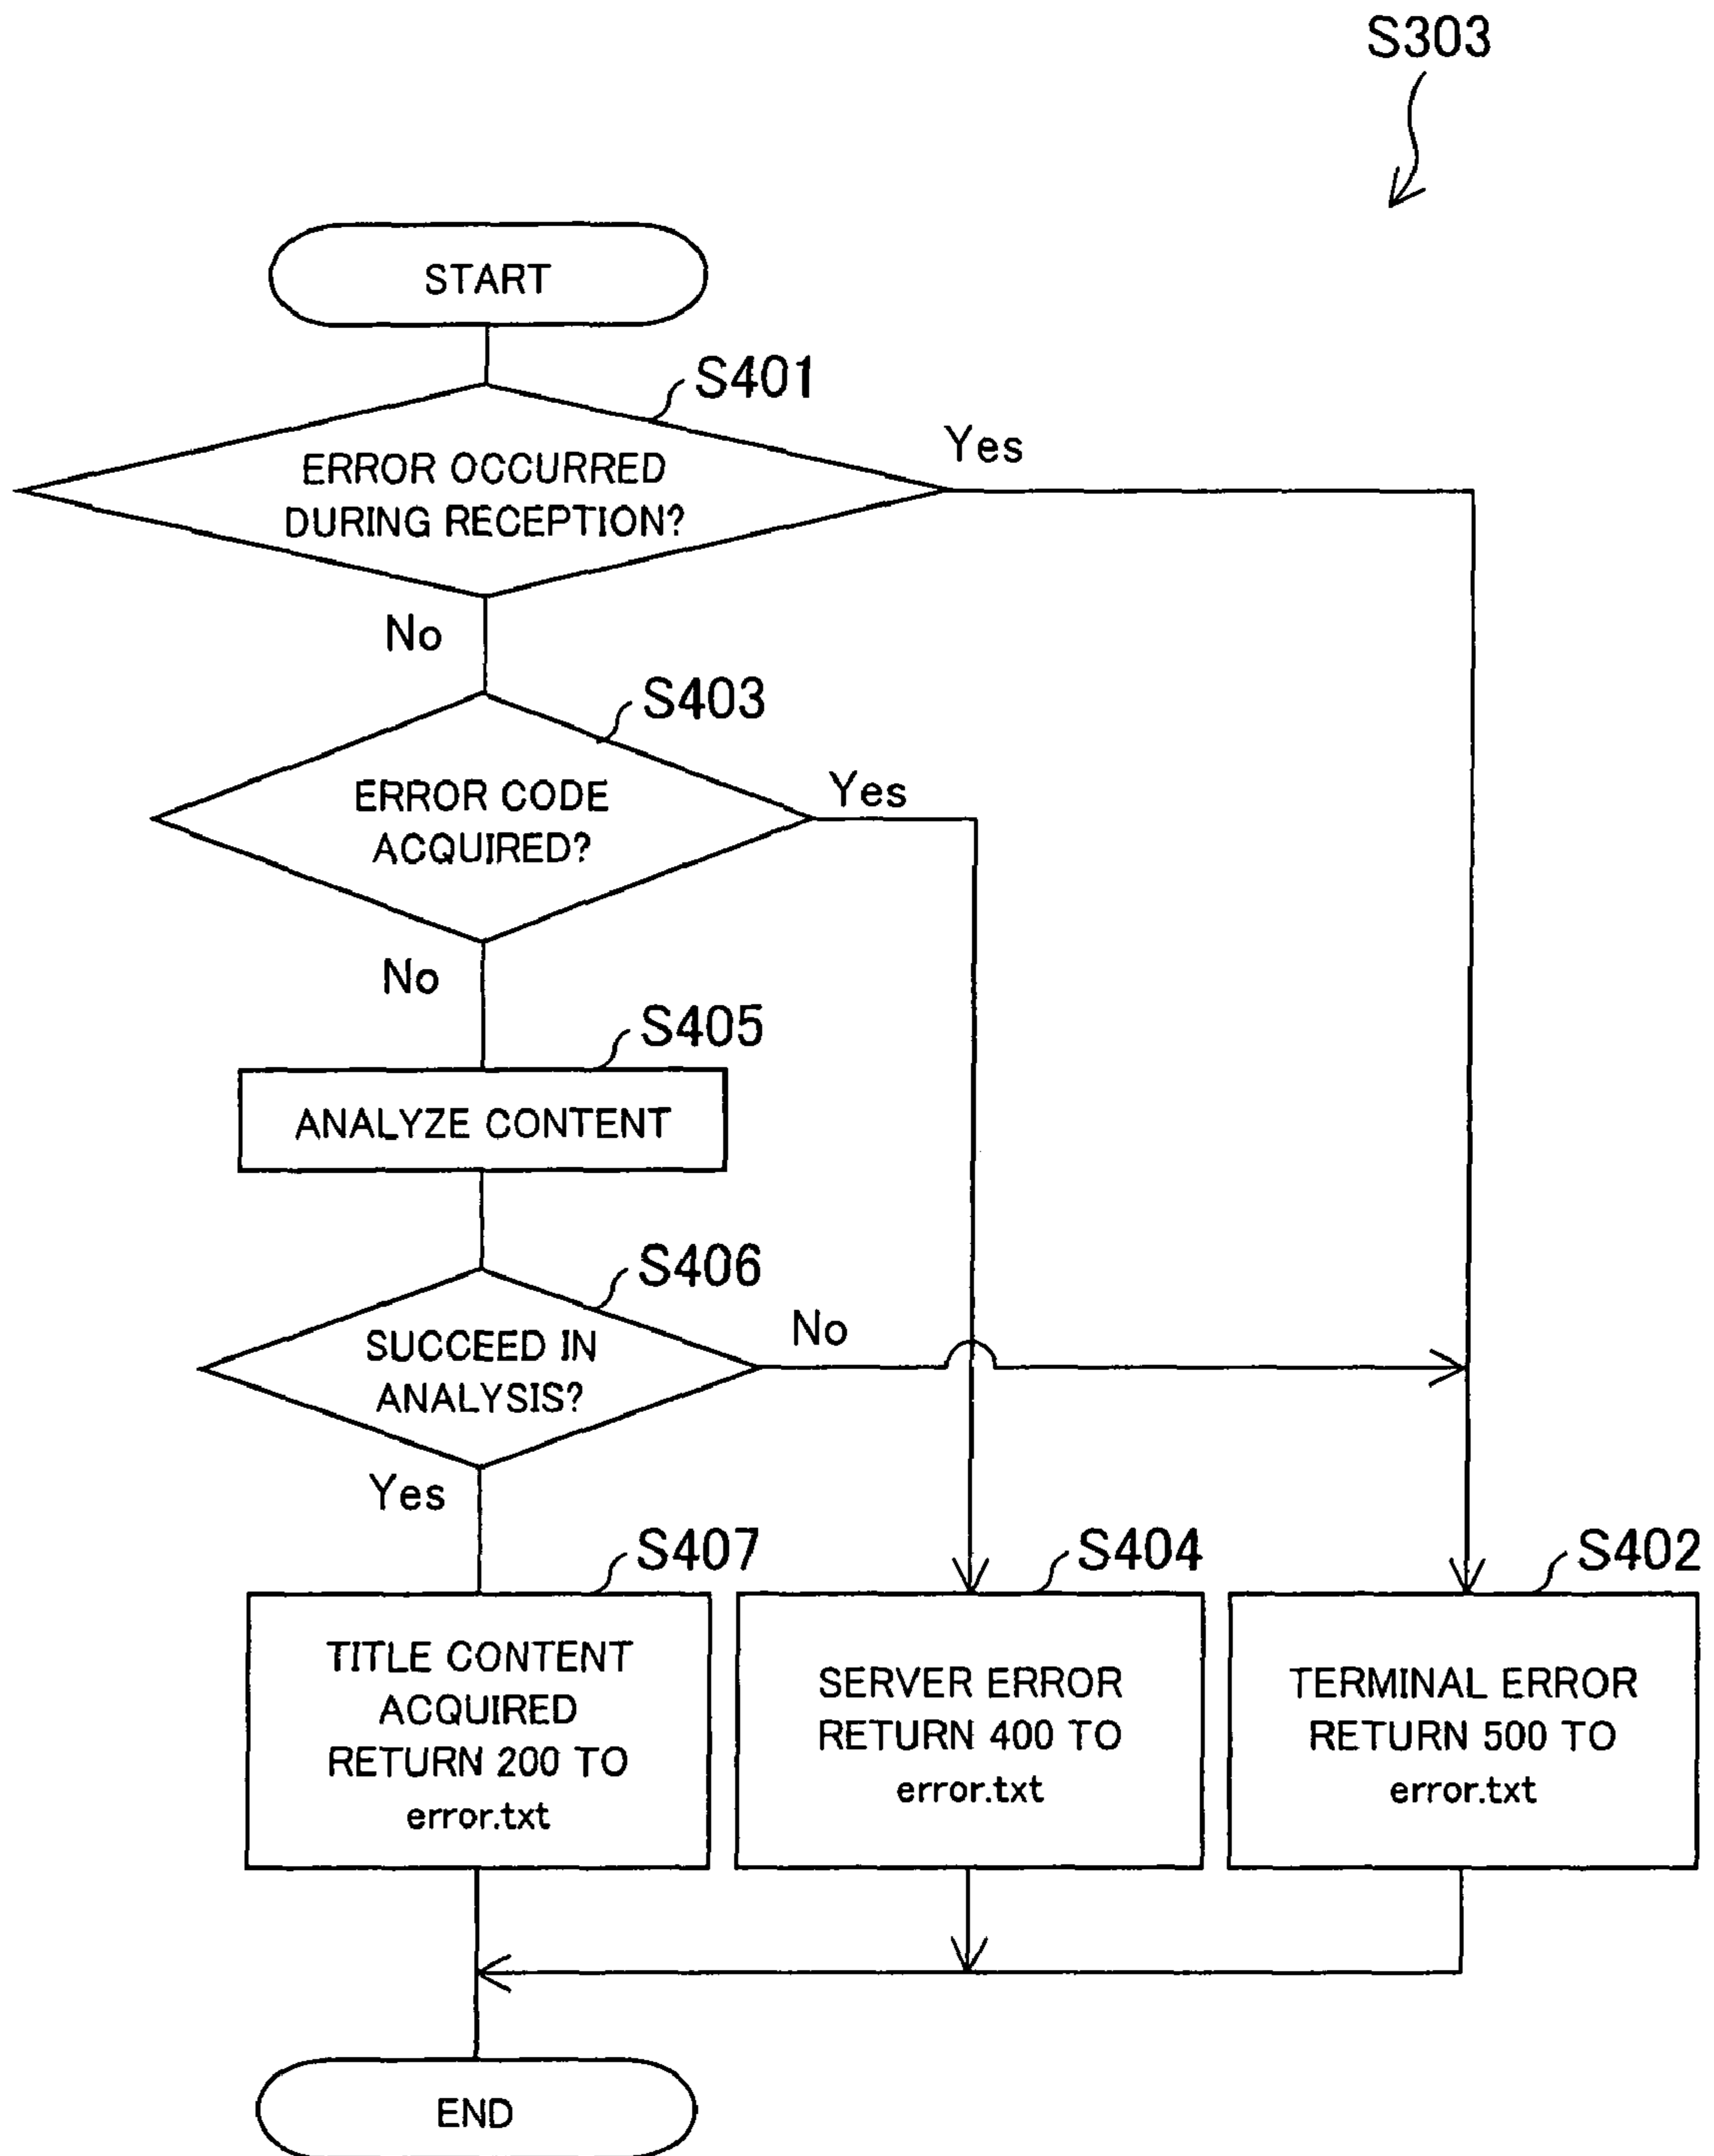 S303
START
S401
ERROR OCCURRED
DURING RECEPTION?
Yes
No
S403
ERROR CODE
ACQUIRED?
Yes
No
S405
ANALYZE CONTENT
S406
SUCCEED IN
ANALYSIS?
No
Yes
S407
TITLE CONTENT
ACQUIRED
RETURN 200 TO
error.txt
S404
SERVER ERROR
RETURN 400 TO
error.txt
S402
TERMINAL ERROR
RETURN 500 TO
error.txt
END